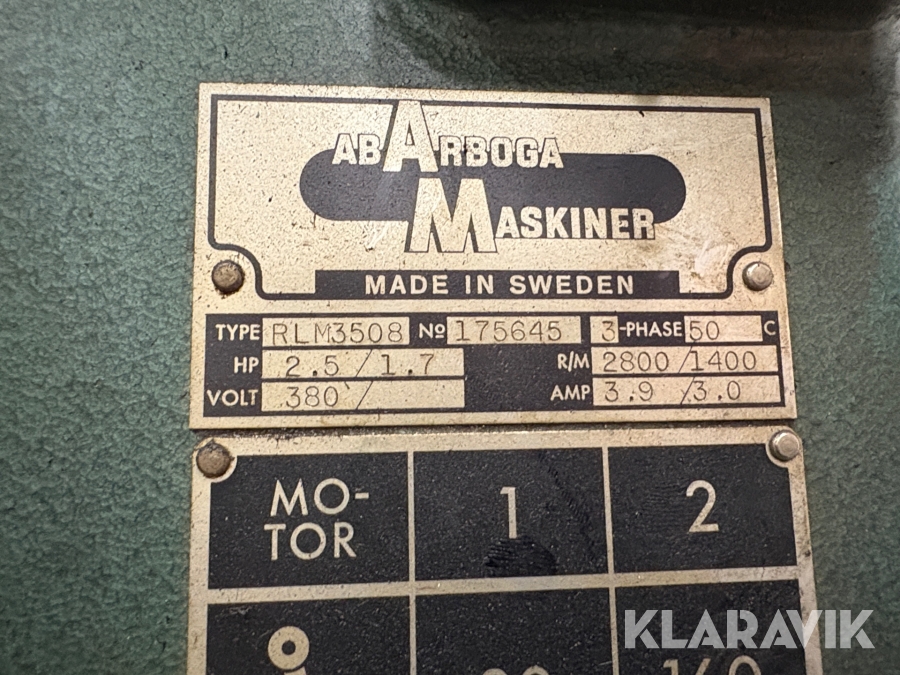 AB ARBOGA
MASKINER
MADE IN SWEDEN
TYPE RLM3508 No 175645 3-PHASE 50 C
HP 2.5 / 1.7 R/M 2800/1400
VOLT 380 / AMP 3.9 / 3.0
MO-
TOR 1 2
160
KLARAVIK